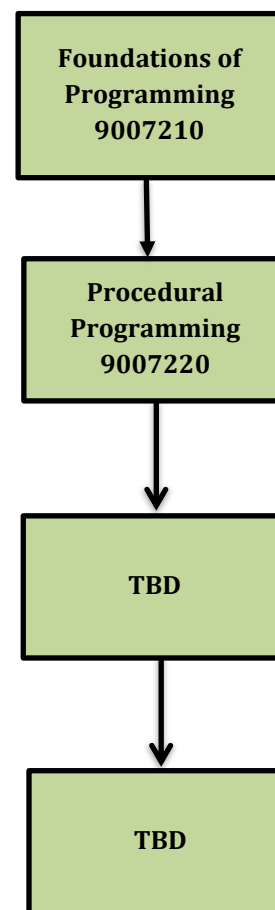 Foundations of
Programming
9007210
Procedural
Programming
9007220
TBD
TBD